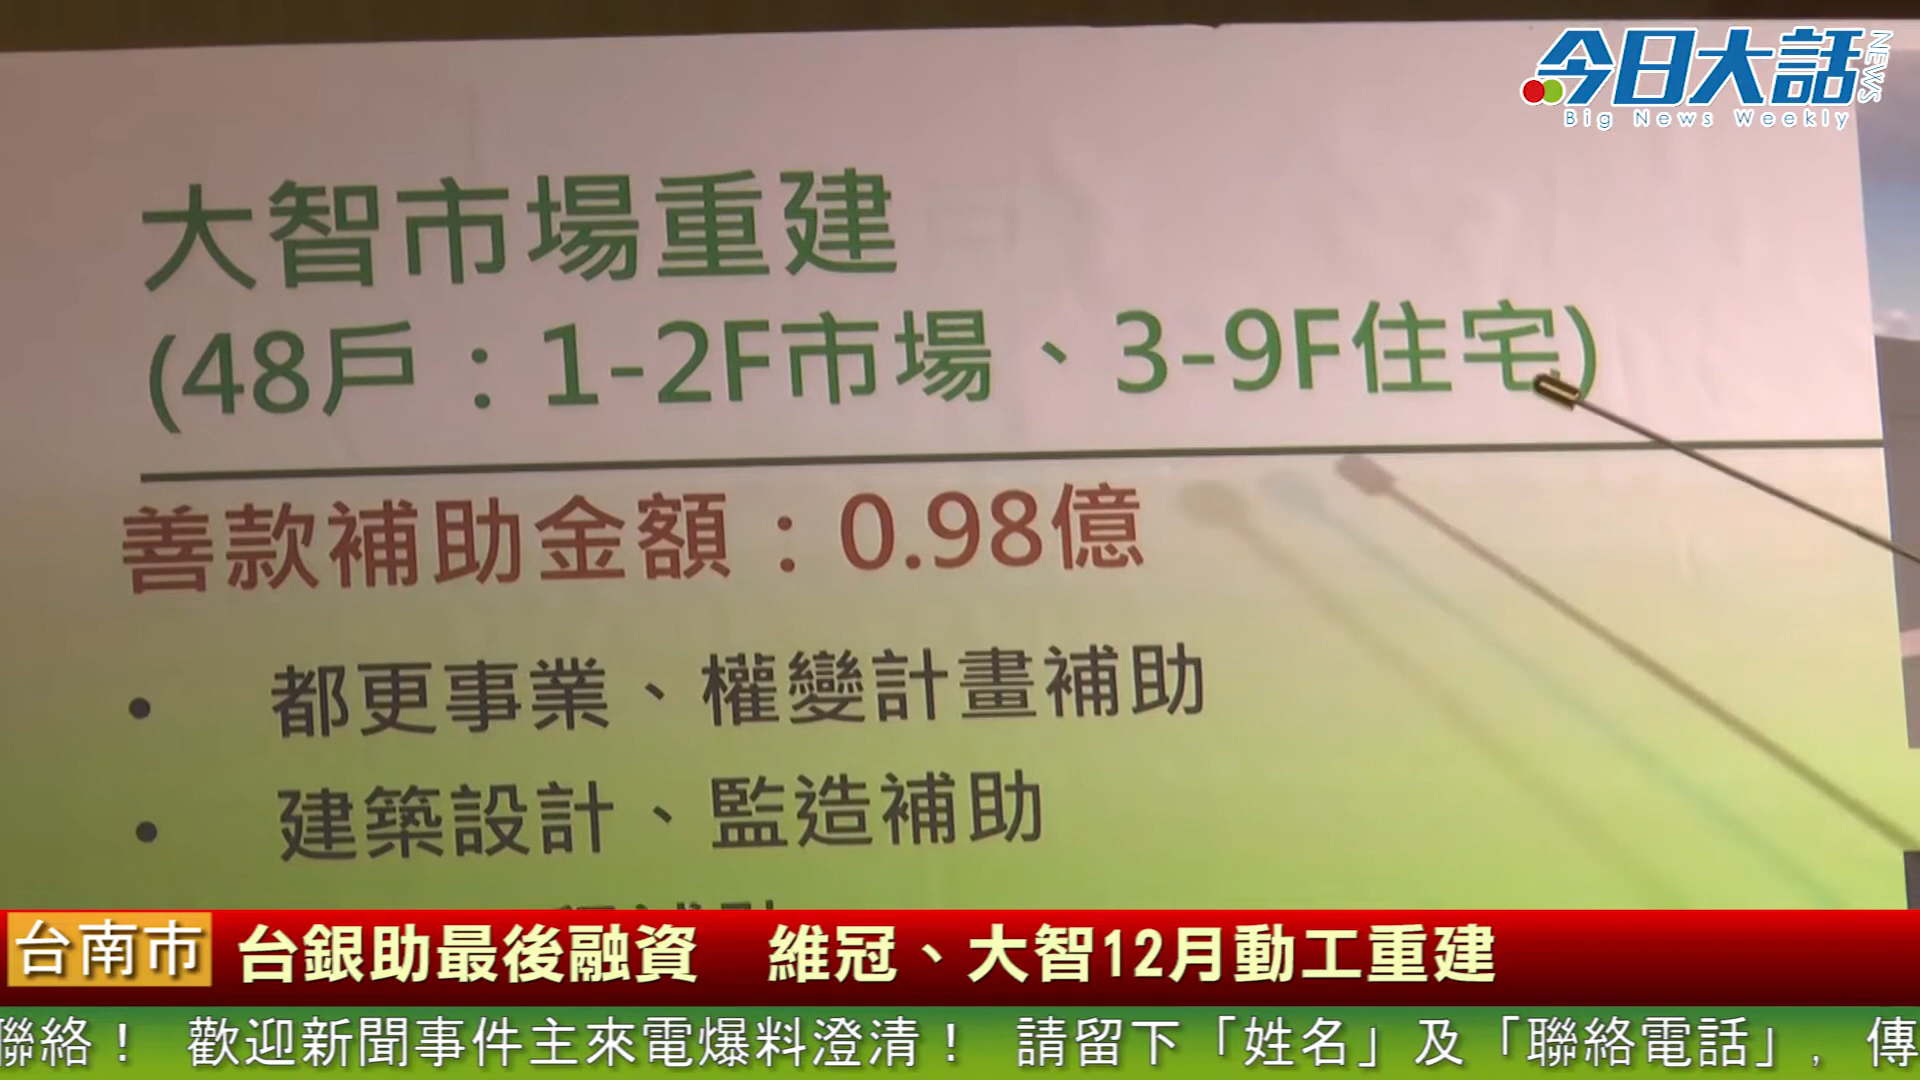 今日大話 NEWS
Big News Weekly
大智市場重建
(48戶：1-2F市場、3-9F住宅)
善款補助金額：0.98億
• 都更事業、權變計畫補助
• 建築設計、監造補助
台南市 台銀助最後融資 維冠、大智12月動工重建
聯絡！ 歡迎新聞事件主來電爆料澄清！ 請留下「姓名」及「聯絡電話」, 傳